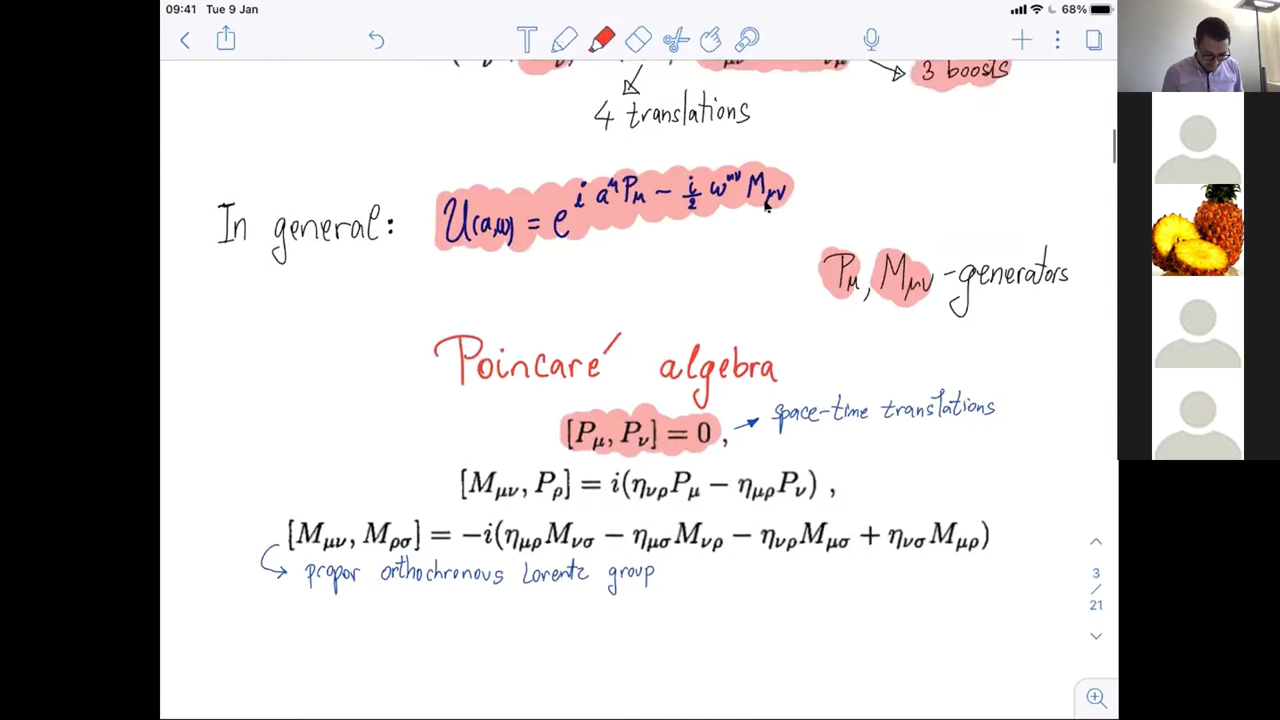 09:41 Tue 9 Jan 68%
3 boosts
4 translations
In general: U(a,ω) = e^{i a^μ P_μ − i/2 ω^{μν} M_{μν}}
P_μ, M_{μν} - generators
Poincaré algebra
[P_μ, P_ν] = 0 , → space-time translations
[M_{μν}, P_ρ] = i(η_{νρ}P_μ − η_{μρ}P_ν) ,
[M_{μν}, M_{ρσ}] = −i(η_{μρ}M_{νσ} − η_{μσ}M_{νρ} − η_{νρ}M_{μσ} + η_{νσ}M_{μρ})
↳ propor orthochronous Lorentz group
3
/
21